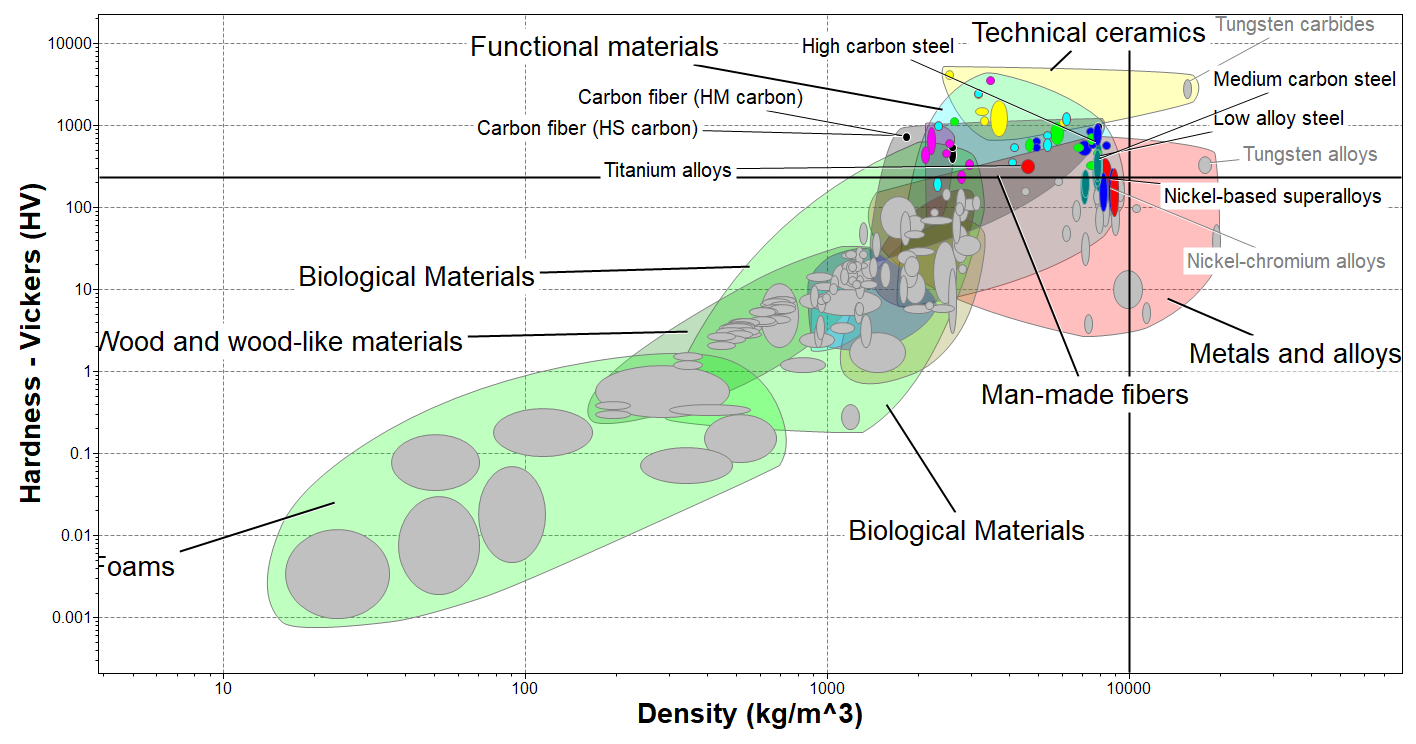 Tungsten carbides
Technical ceramics
Functional materials
High carbon steel
10000
Medium carbon steel
Carbon fiber (HM carbon)
Low alloy steel
1000
Carbon fiber (HS carbon)
Tungsten alloys
Titanium alloys
Nickel-based superalloys
100
Nickel-chromium alloys
Biological Materials
10
Wood and wood-like materials
Metals and alloys
1
Man-made fibers
0.1
Biological Materials
0.01
Foams
0.001
Hardness - Vickers (HV)
10
100
1000
10000
Density (kg/m^3)